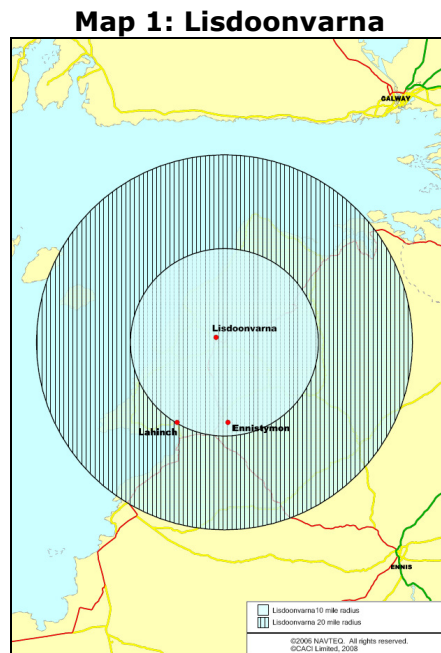 Map 1: Lisdoonvarna
GALWAY
Lisdoonvarna
Lahinch
Ennistymon
ENNIS
Lisdoonvarna10 mile radius
Lisdoonvarna 20 mile radius
©2006 NAVTEQ. All rights reserved.
©CACI Limited, 2008